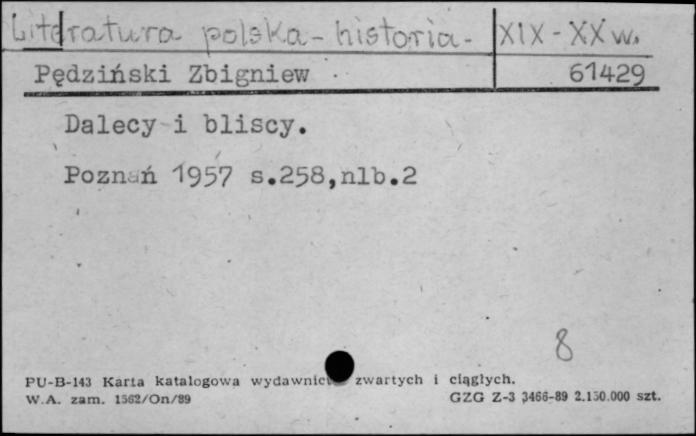 Literatura polska - historia - XIX - XX w.
Pędziński Zbigniew 61429
Dalecy i bliscy.
Poznań 1957 s.258,nlb.2
8
PU-B-143 Karta katalogowa wydawnictw zwartych i ciągłych.
W.A. zam. 1562/On/89 GZG Z-3 3466-89 2.150.000 szt.